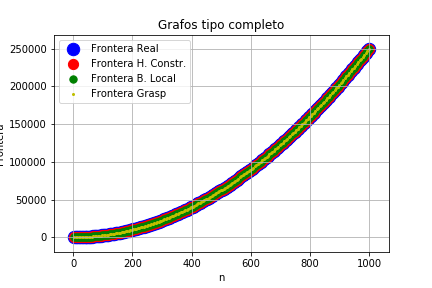 Grafos tipo completo
Frontera Real
Frontera H. Constr.
Frontera B. Local
Frontera Grasp
250000
200000
150000
100000
50000
0
Frontera
0 200 400 600 800 1000
n